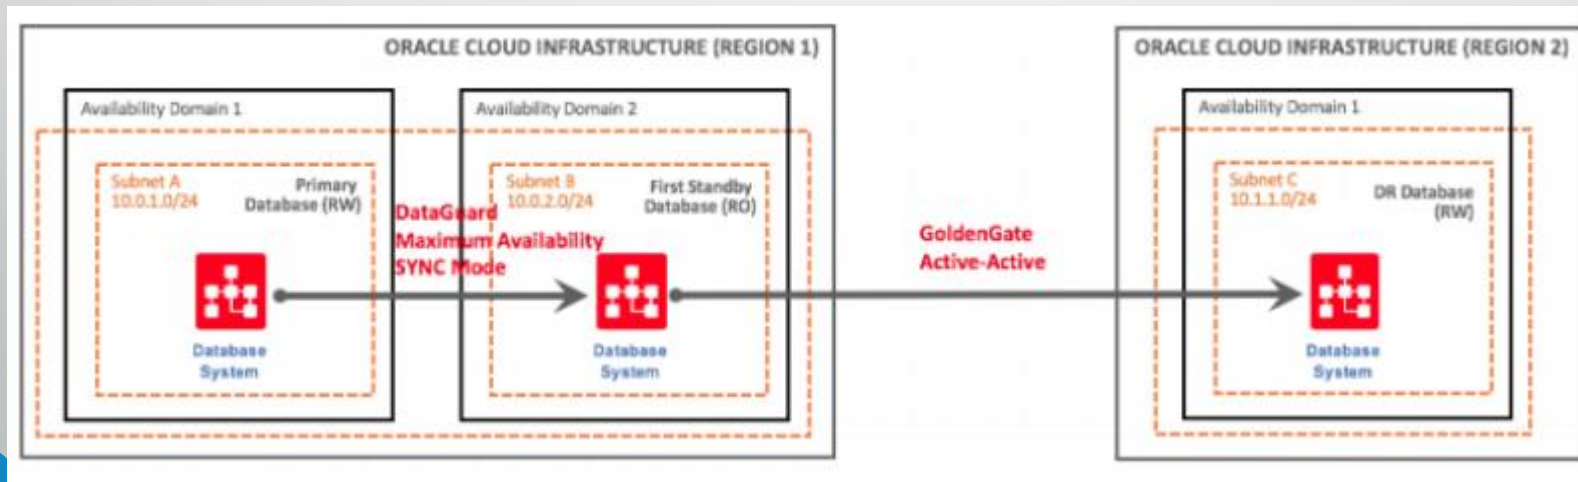 ORACLE CLOUD INFRASTRUCTURE (REGION 1)
Availability Domain 1
Subnet A
10.0.1.0/24
Primary
Database (RW)
Database
System
DataGuard
Maximum Availability
SYNC Mode
Availability Domain 2
Subnet B
10.0.2.0/24
First Standby
Database (RO)
Database
System
GoldenGate
Active-Active
ORACLE CLOUD INFRASTRUCTURE (REGION 2)
Availability Domain 1
Subnet C
10.1.1.0/24
DR Database
(RW)
Database
System